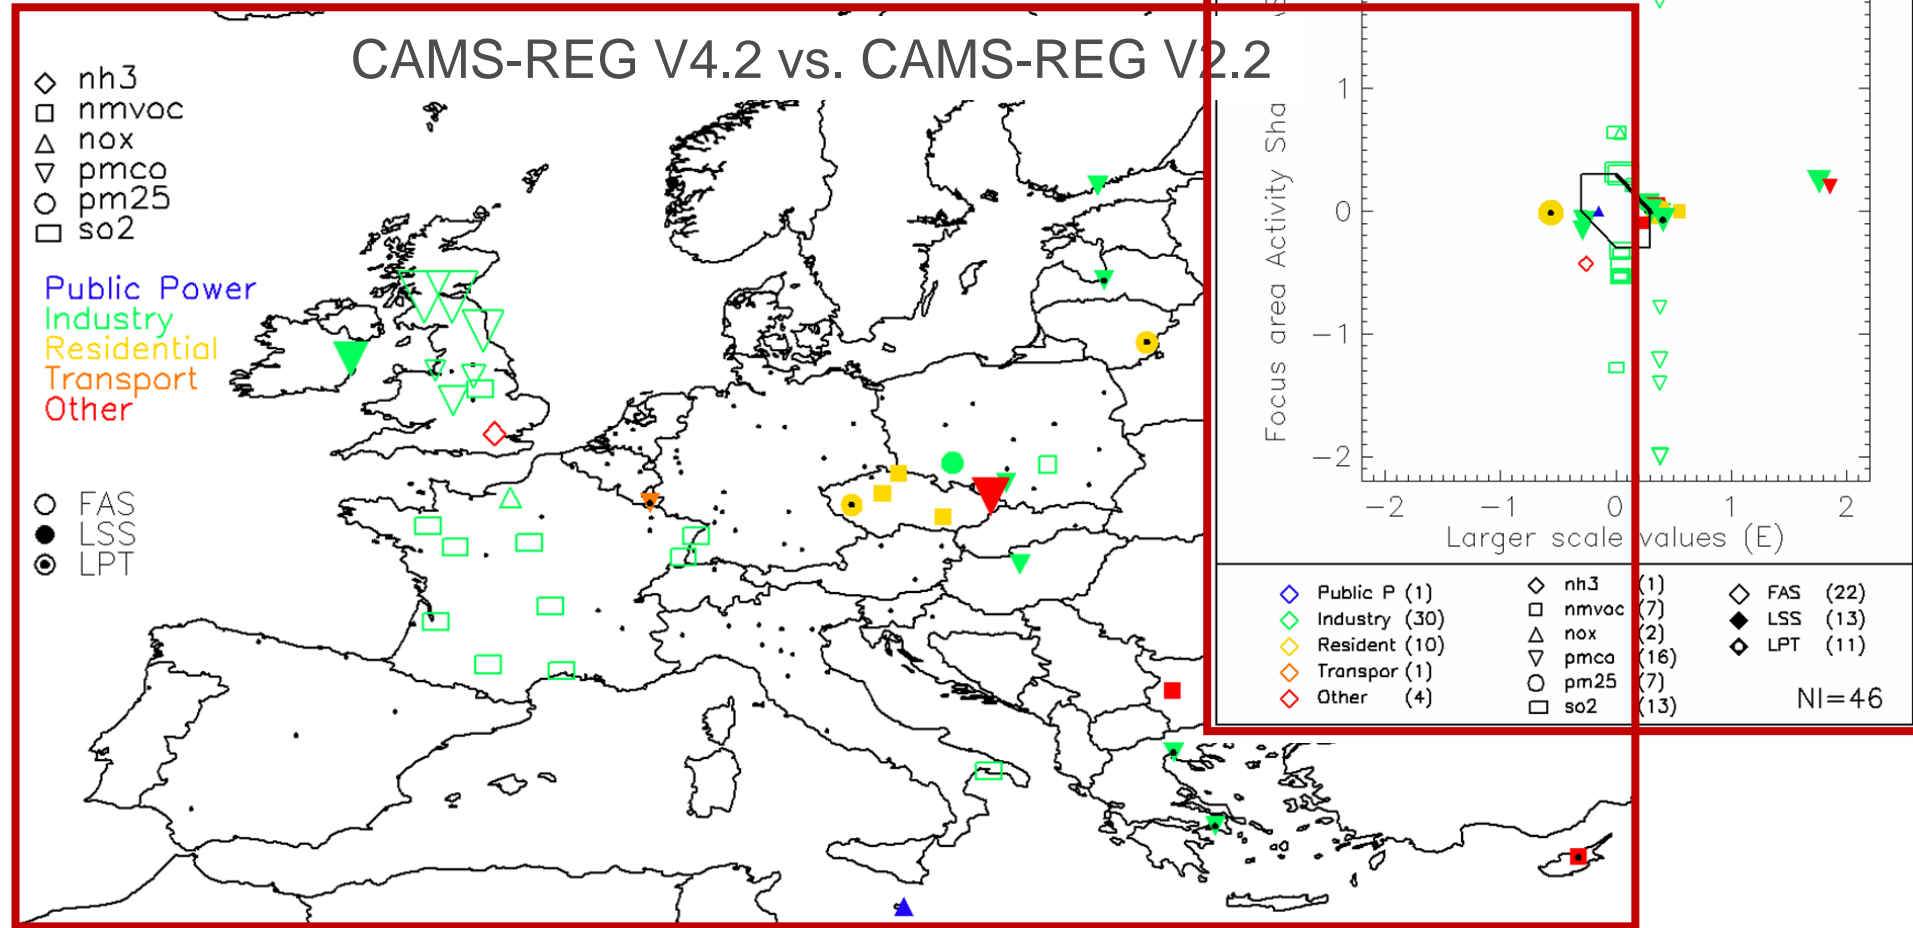 CAMS-REG V4.2 vs. CAMS-REG V2.2
nh3
nmvoc
nox
pmco
pm25
so2
Public Power
Industry
Residential
Transport
Other
FAS
LSS
LPT
Focus area Activity Sha
1
0
−1
−2
−2 −1 0 1 2
Larger scale values (E)
Public P (1)
Industry (30)
Resident (10)
Transpor (1)
Other (4)
nh3 (1)
nmvoc (7)
nox (2)
pmco (16)
pm25 (7)
so2 (13)
FAS (22)
LSS (13)
LPT (11)
NI=46